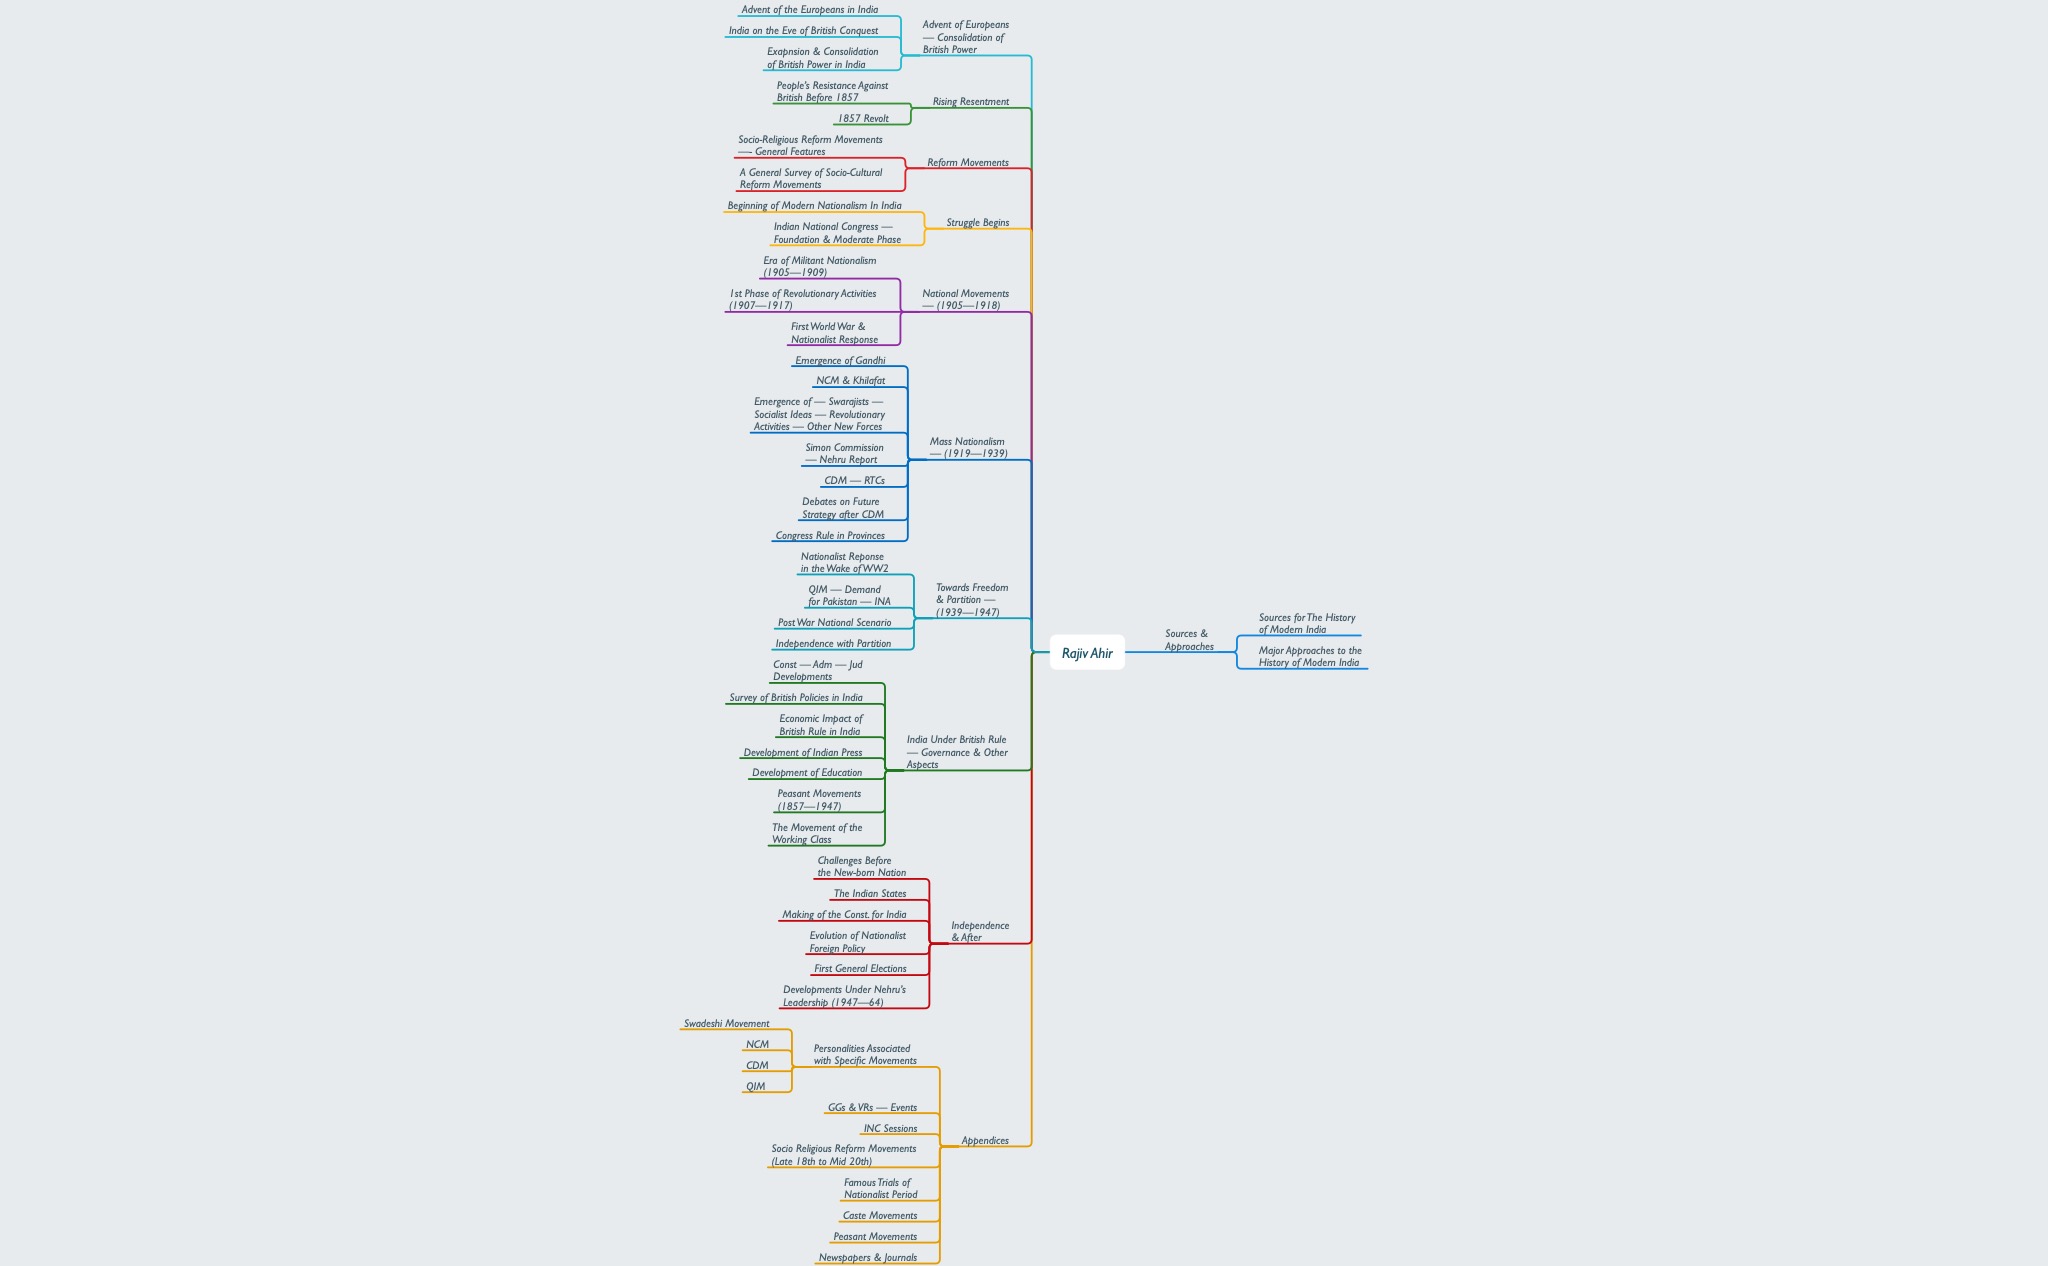 Advent of the Europeans in India
India on the Eve of British Conquest
Exapnsion & Consolidation
of British Power in India
Advent of Europeans
— Consolidation of
British Power
People's Resistance Against
British Before 1857
1857 Revolt
Rising Resentment
Socio-Religious Reform Movements
—- General Features
A General Survey of Socio-Cultural
Reform Movements
Reform Movements
Beginning of Modern Nationalism In India
Indian National Congress —
Foundation & Moderate Phase
Struggle Begins
Era of Militant Nationalism
(1905—1909)
1st Phase of Revolutionary Activities
(1907—1917)
First World War &
Nationalist Response
National Movements
— (1905—1918)
Emergence of Gandhi
NCM & Khilafat
Emergence of — Swarajists —
Socialist Ideas — Revolutionary
Activities — Other New Forces
Simon Commission
— Nehru Report
CDM — RTCs
Debates on Future
Strategy after CDM
Congress Rule in Provinces
Mass Nationalism
— (1919—1939)
Nationalist Reponse
in the Wake of WW2
QIM — Demand
for Pakistan — INA
Post War National Scenario
Independence with Partition
Towards Freedom
& Partition —
(1939—1947)
Const — Adm — Jud
Developments
Survey of British Policies in India
Economic Impact of
British Rule in India
Development of Indian Press
Development of Education
Peasant Movements
(1857—1947)
The Movement of the
Working Class
India Under British Rule
— Governance & Other
Aspects
Challenges Before
the New-born Nation
The Indian States
Making of the Const. for India
Evolution of Nationalist
Foreign Policy
First General Elections
Developments Under Nehru's
Leadership (1947—64)
Independence
& After
Swadeshi Movement
NCM
CDM
QIM
Personalities Associated
with Specific Movements
GGs & VRs — Events
INC Sessions
Socio Religious Reform Movements
(Late 18th to Mid 20th)
Famous Trials of
Nationalist Period
Caste Movements
Peasant Movements
Newspapers & Journals
Appendices
Rajiv Ahir
Sources &
Approaches
Sources for The History
of Modern India
Major Approaches to the
History of Modern India